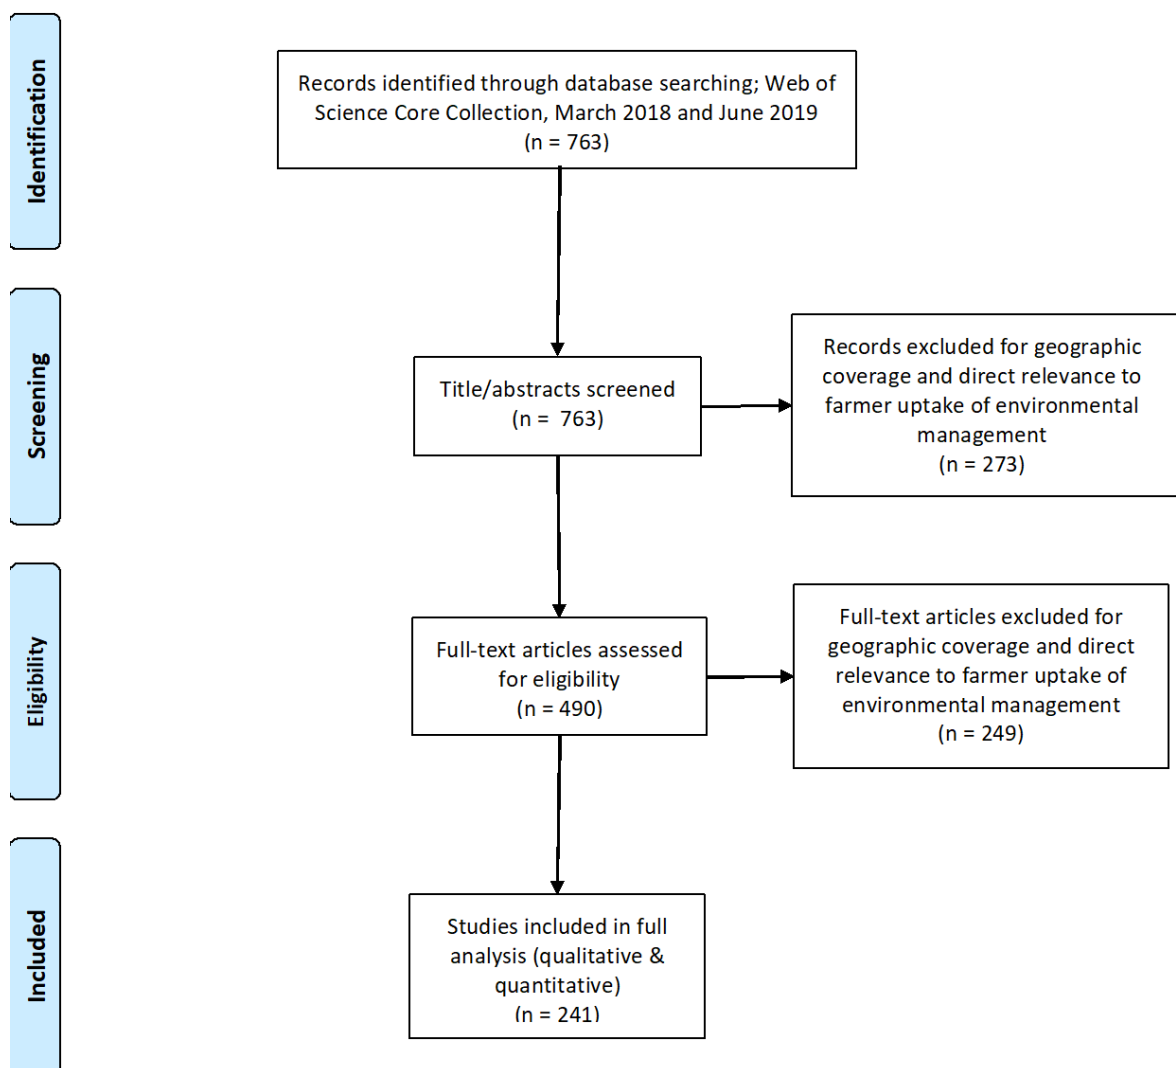 Identification
Records identified through database searching; Web of
Science Core Collection, March 2018 and June 2019
(n = 763)
Screening
Title/abstracts screened
(n =  763)
Records excluded for geographic
coverage and direct relevance to
farmer uptake of environmental
management
(n = 273)
Eligibility
Full-text articles assessed
for eligibility
(n = 490)
Full-text articles excluded for
geographic coverage and direct
relevance to farmer uptake of
environmental management
(n = 249)
Included
Studies included in full
analysis (qualitative &
quantitative)
(n = 241)